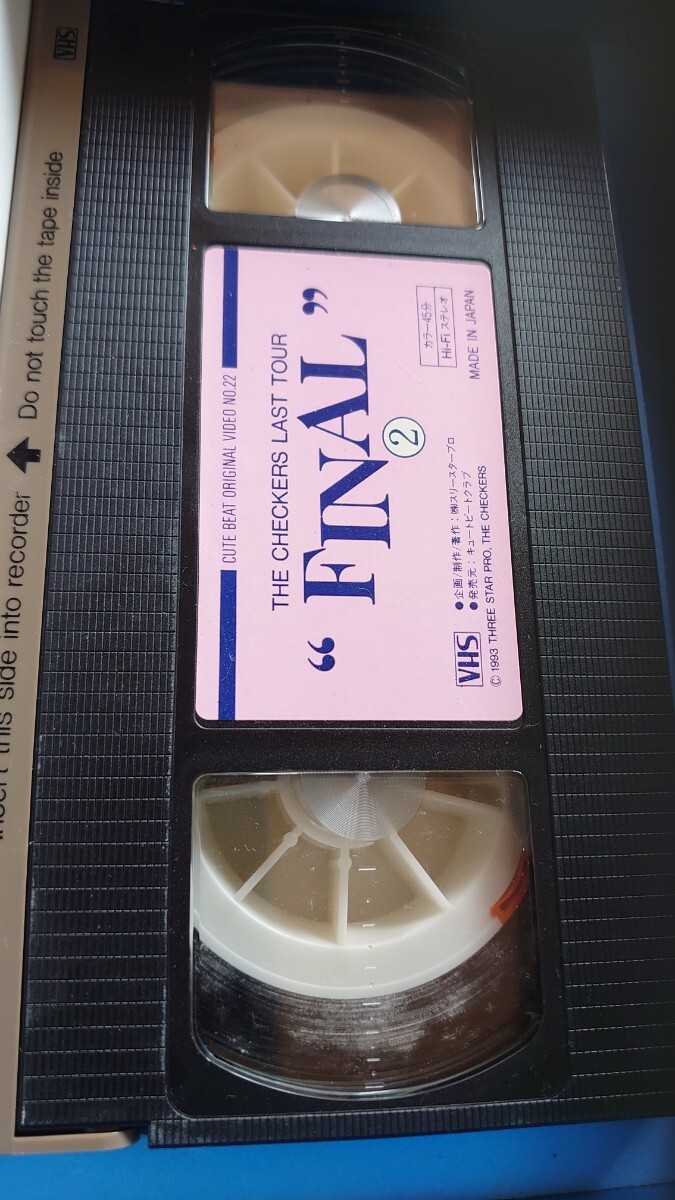 VHS
Insert this side into recorder Do not touch the tape inside
CUTE BEAT ORIGINAL VIDEO NO.22
THE CHECKERS LAST TOUR
“FINAL”
②
カラー45分
Hi-Fi ステレオ
MADE IN JAPAN
●企画/制作/著作：㈱スリースタープロ
●発売元：キュートビートクラブ
VHS
© 1993 THREE STAR PRO, THE CHECKERS